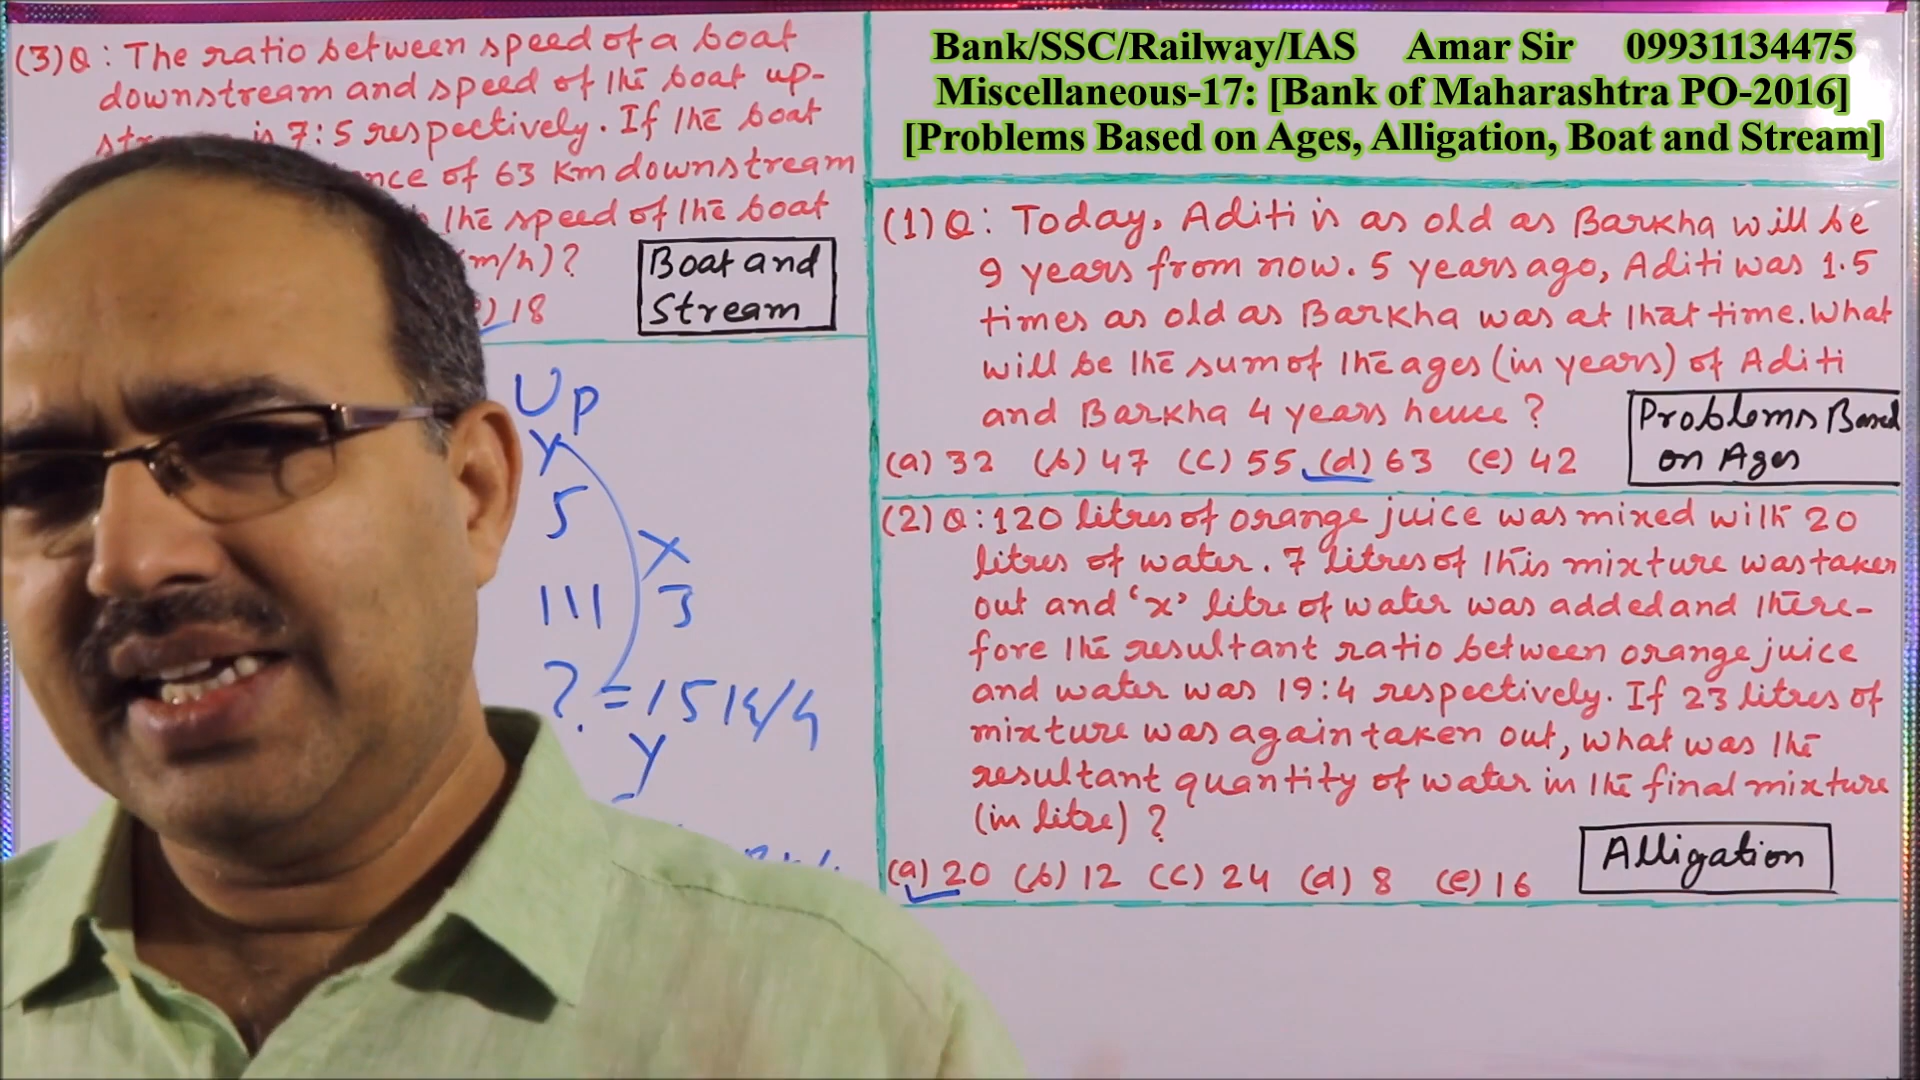 Bank/SSC/Railway/IAS Amar Sir 09931134475
Miscellaneous-17: [Bank of Maharashtra PO-2016]
[Problems Based on Ages, Alligation, Boat and Stream]
(3) Q: The ratio between speed of a boat
downstream and speed of the boat up-
is 7:5 respectively. If the boat
of 63 Km downstream
the speed of the boat
18
Boat and
Stream
Up
5
3
? = 15
(1) Q: Today, Aditi is as old as Barkha will be
9 years from now. 5 years ago, Aditi was 1.5
times as old as Barkha was at that time. What
will be the sum of the ages (in years) of Aditi
and Barkha 4 years hence?
(a) 32 (b) 47 (c) 55 (d) 63 (e) 42
Problems Based
on Ages
(2) Q: 120 litres of orange juice was mixed with 20
litres of water. 7 litres of this mixture was taken
out and 'x' litre of water was added and there-
fore the resultant ratio between orange juice
and water was 19:4 respectively. If 23 litres of
mixture was again taken out, what was the
resultant quantity of water in the final mixture
(in litre)?
(a) 20 (b) 12 (c) 24 (d) 8 (e) 16
Alligation